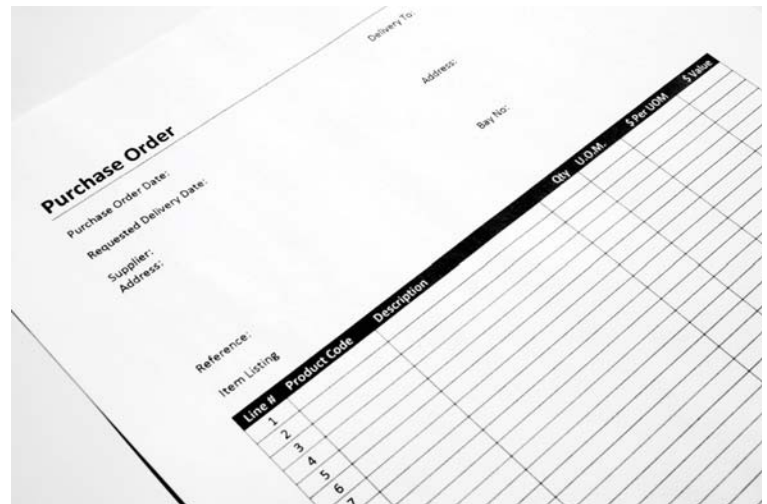 Purchase Order
Delivery To:
Purchase Order Date:
Address:
Requested Delivery Date:
Bay No:
Supplier:
Address:
Reference:
Item Listing
Line # Product Code Description Qty U.O.M. $ Per UOM $ Value
1
2
3
4
5
6
7